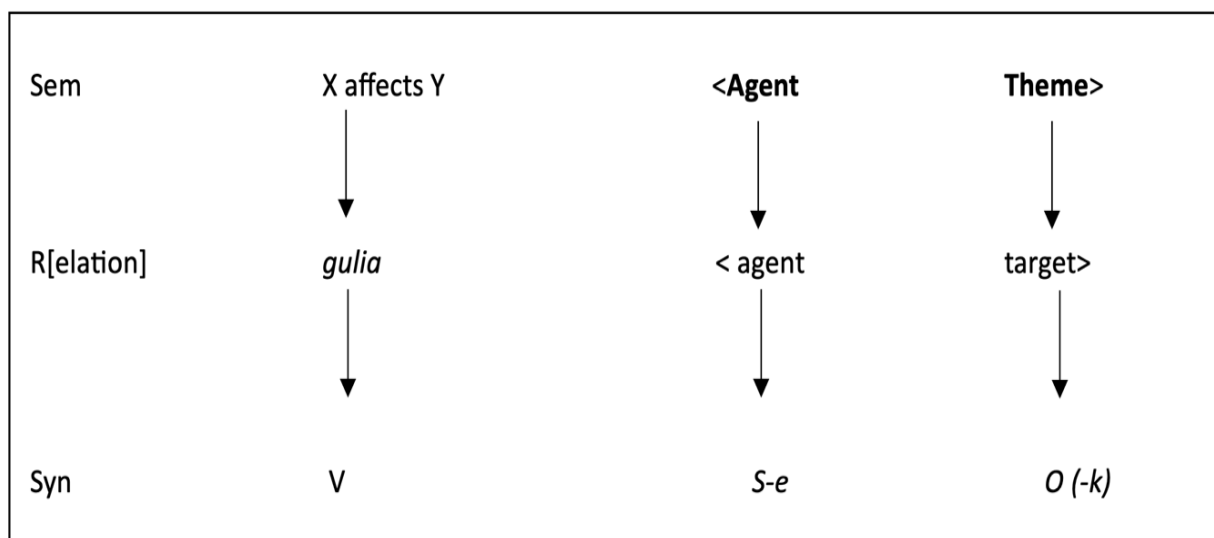 Sem X affects Y <Agent Theme>
R[elation] gulia < agent target>
Syn V S-e O (-k)